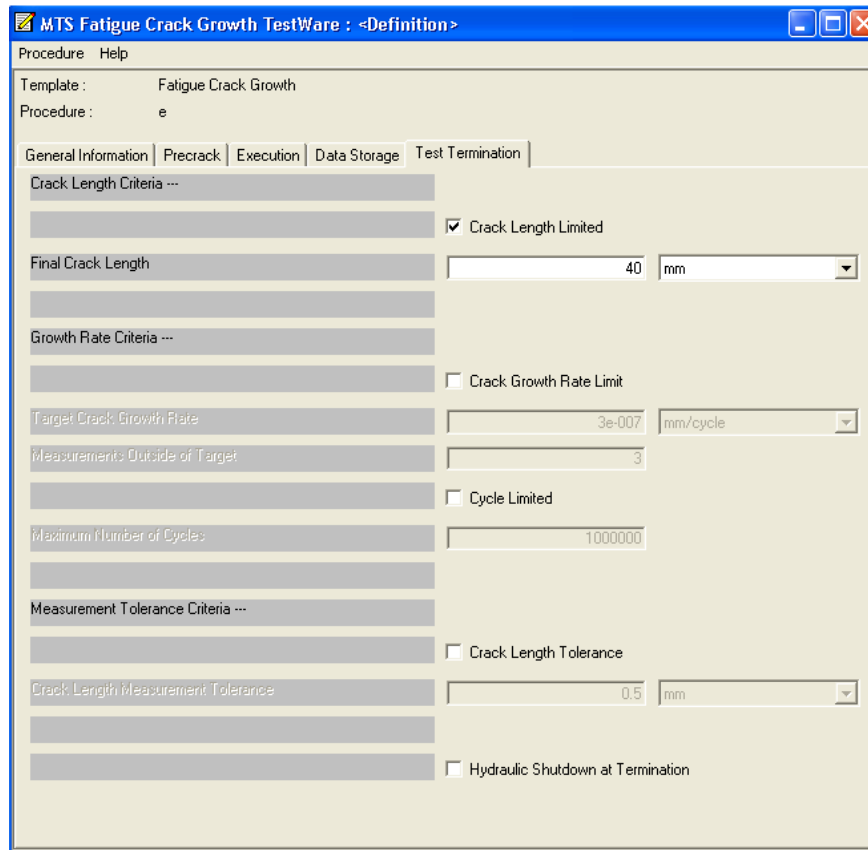 MTS Fatigue Crack Growth TestWare : <Definition>
Procedure Help
Template : Fatigue Crack Growth
Procedure : e
General Information Precrack Execution Data Storage Test Termination
Crack Length Criteria ---
Crack Length Limited
Final Crack Length 40 mm
Growth Rate Criteria ---
Crack Growth Rate Limit
Target Crack Growth Rate 3e-007 mm/cycle
Measurements Outside of Target 3
Cycle Limited
Maximum Number of Cycles 1000000
Measurement Tolerance Criteria ---
Crack Length Tolerance
Crack Length Measurement Tolerance 0.5 mm
Hydraulic Shutdown at Termination